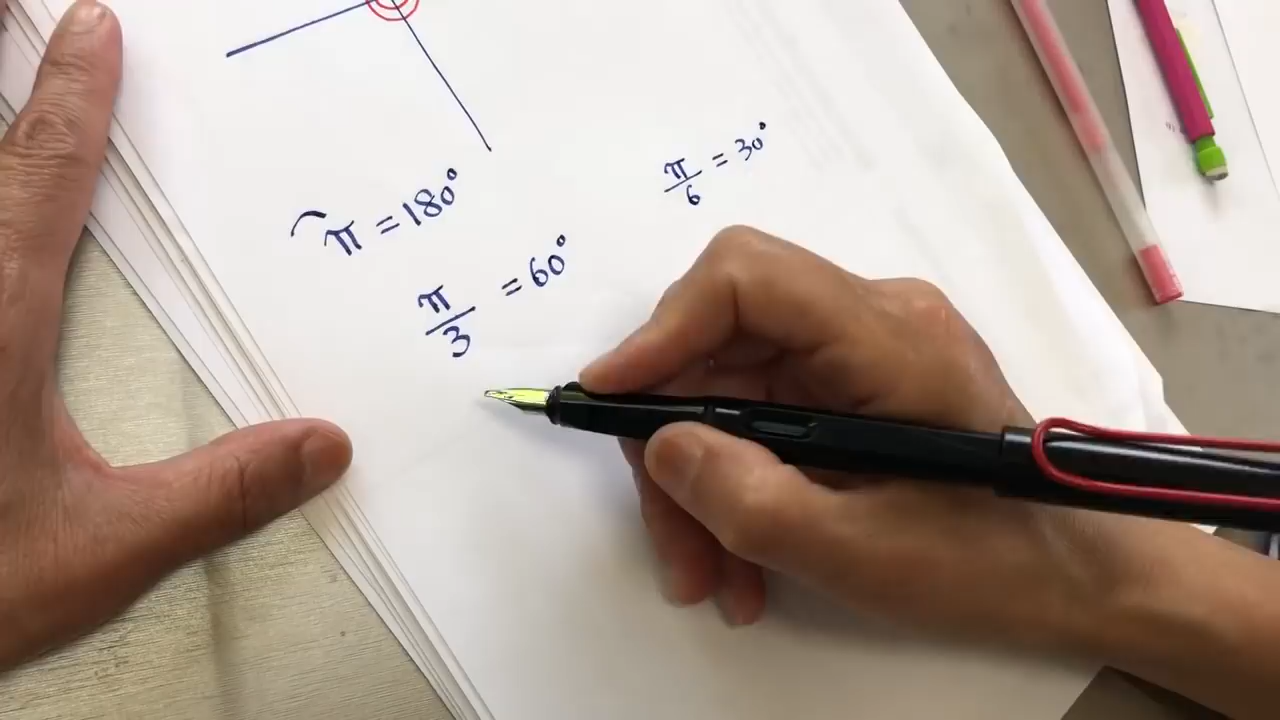 π = 180°
π/3 = 60°
π/6 = 30°